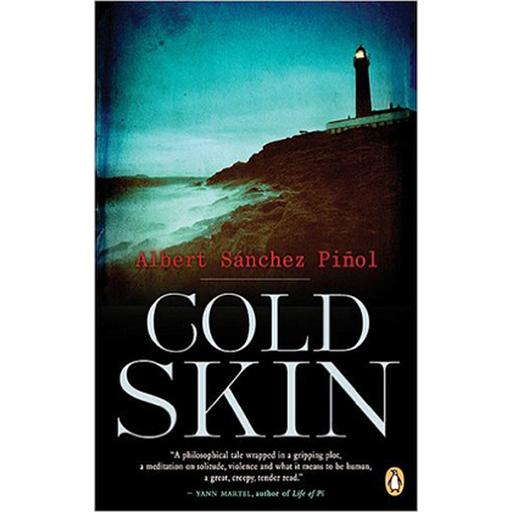 Albert Sánchez Piñol
COLD
SKIN
"A philosophical tale wrapped in a gripping plot,
a meditation on solitude, violence and what it means to be human,
a great, creepy, tender read."
– YANN MARTEL, author of Life of Pi